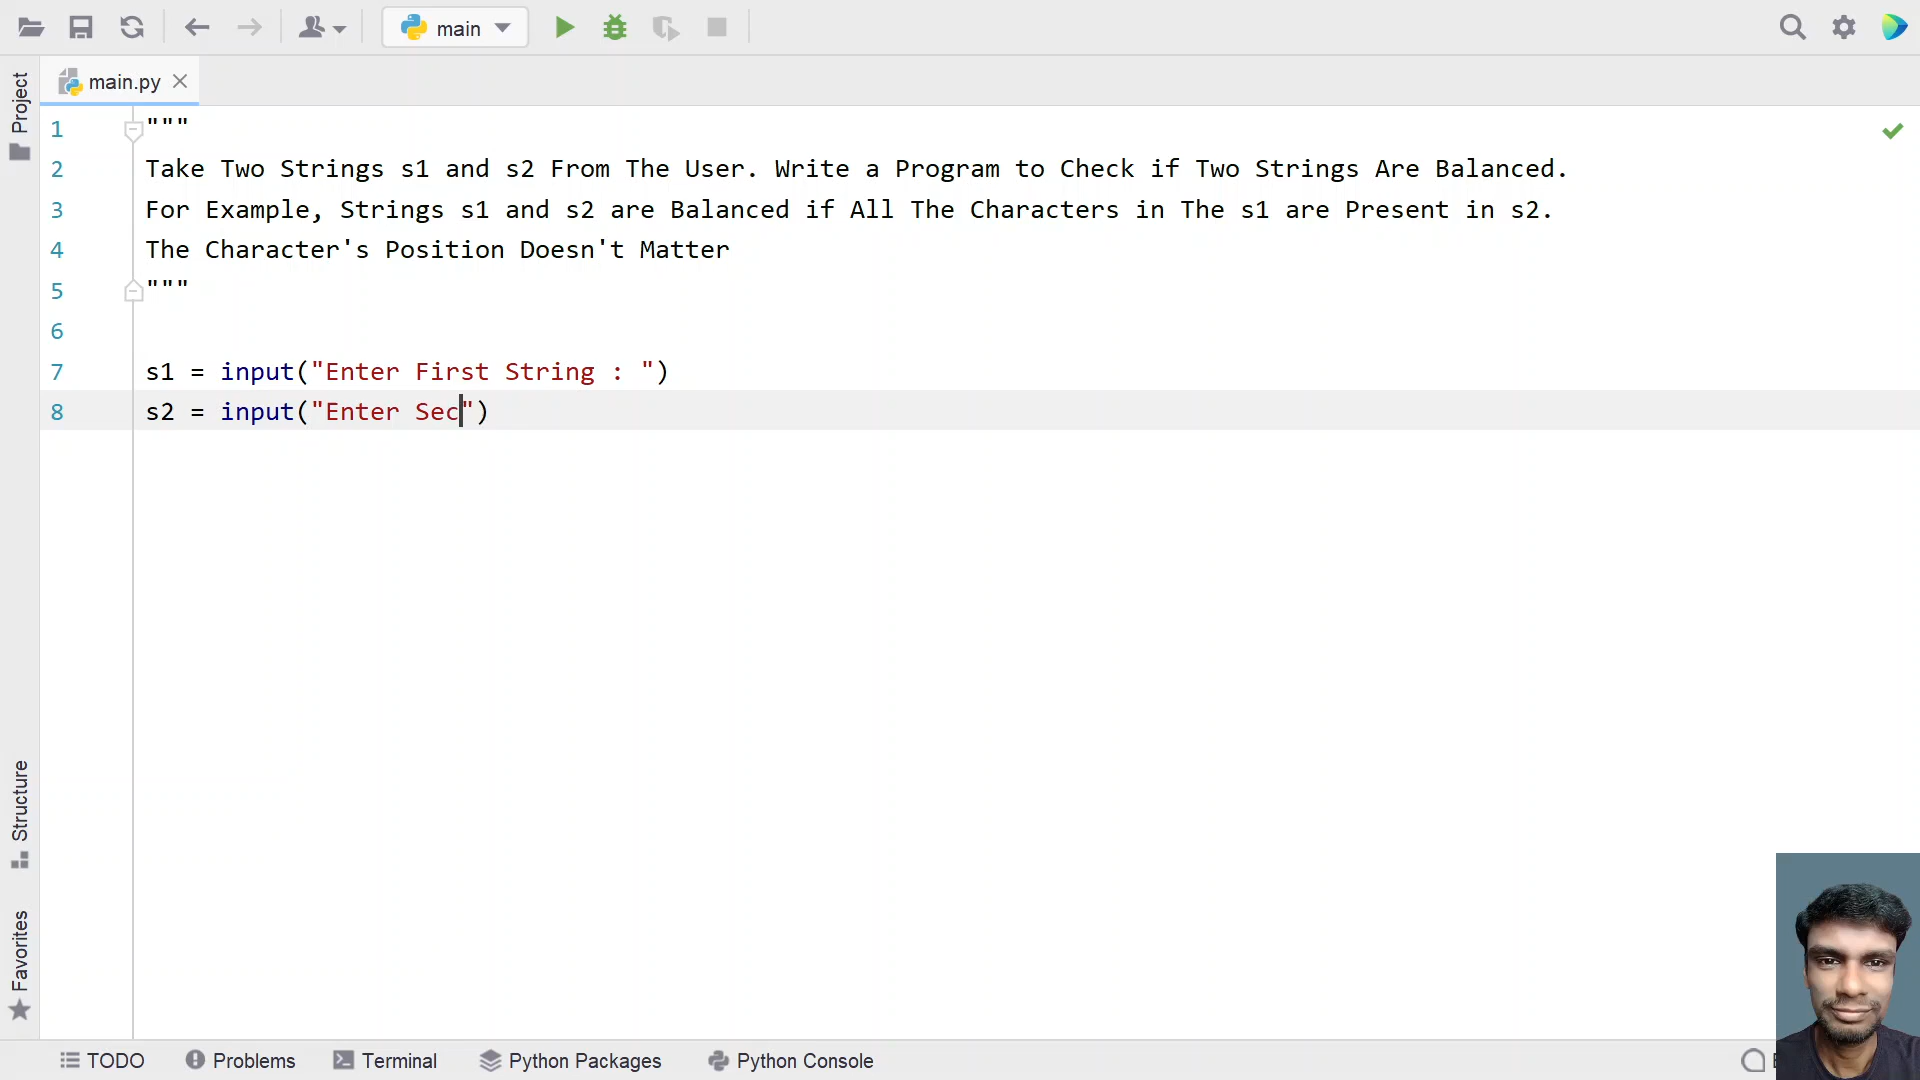 main
main.py
Project
1 """
2 Take Two Strings s1 and s2 From The User. Write a Program to Check if Two Strings Are Balanced.
3 For Example, Strings s1 and s2 are Balanced if All The Characters in The s1 are Present in s2.
4 The Character's Position Doesn't Matter
5 """
6
7 s1 = input("Enter First String : ")
8 s2 = input("Enter Sec")
Structure
Favorites
TODO Problems Terminal Python Packages Python Console